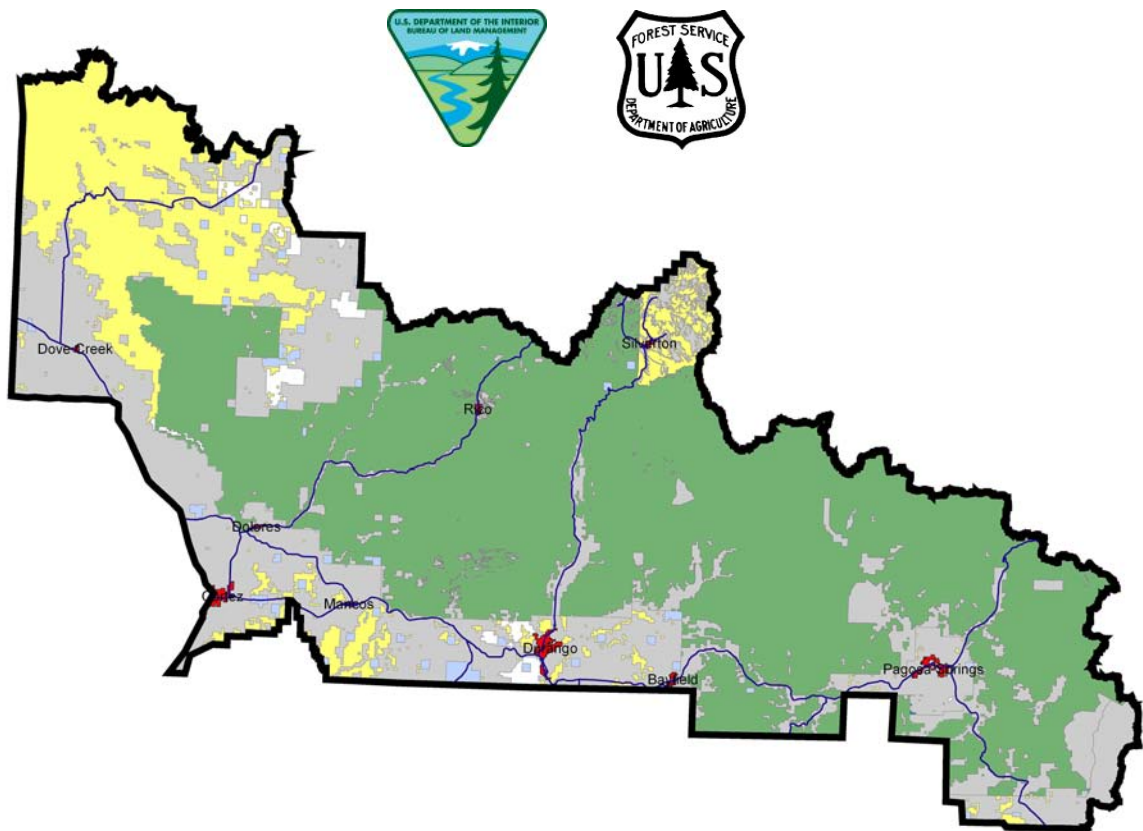 U.S. DEPARTMENT OF THE INTERIOR
BUREAU OF LAND MANAGEMENT
FOREST SERVICE
U S
DEPARTMENT OF AGRICULTURE
Dove Creek
Silverton
Rico
Dolores
Cortez
Mancos
Durango
Bayfield
Pagosa Springs